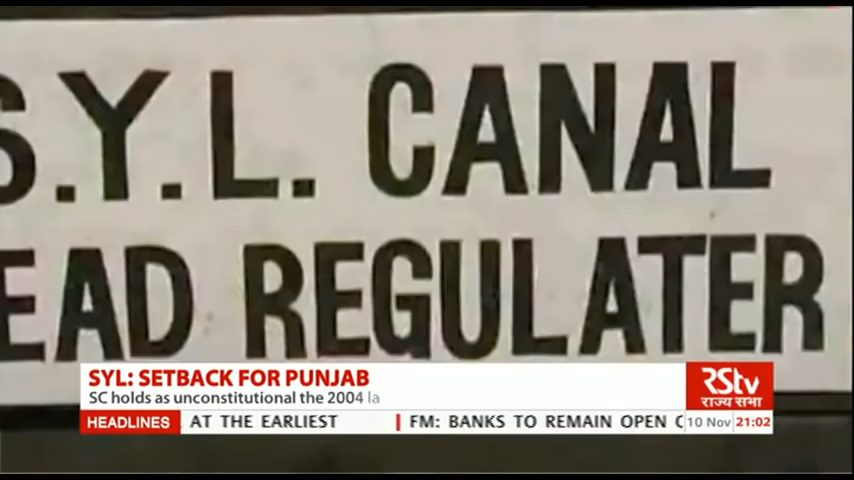 S.Y.L. CANAL
EAD REGULATER
SYL: SETBACK FOR PUNJAB
SC holds as unconstitutional the 2004 la
RStv
राज्य सभा
HEADLINES AT THE EARLIEST | FM: BANKS TO REMAIN OPEN 10 Nov 21:02